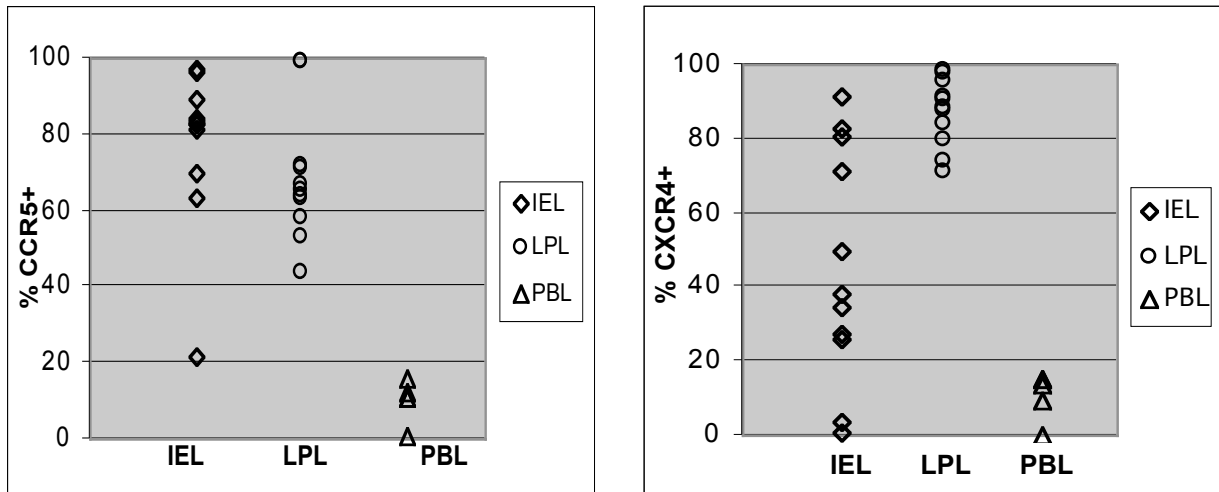 % CCR5+
100
80
60
40
20
0
IEL LPL PBL
IEL
LPL
PBL
% CXCR4+
100
80
60
40
20
0
IEL LPL PBL
IEL
LPL
PBL